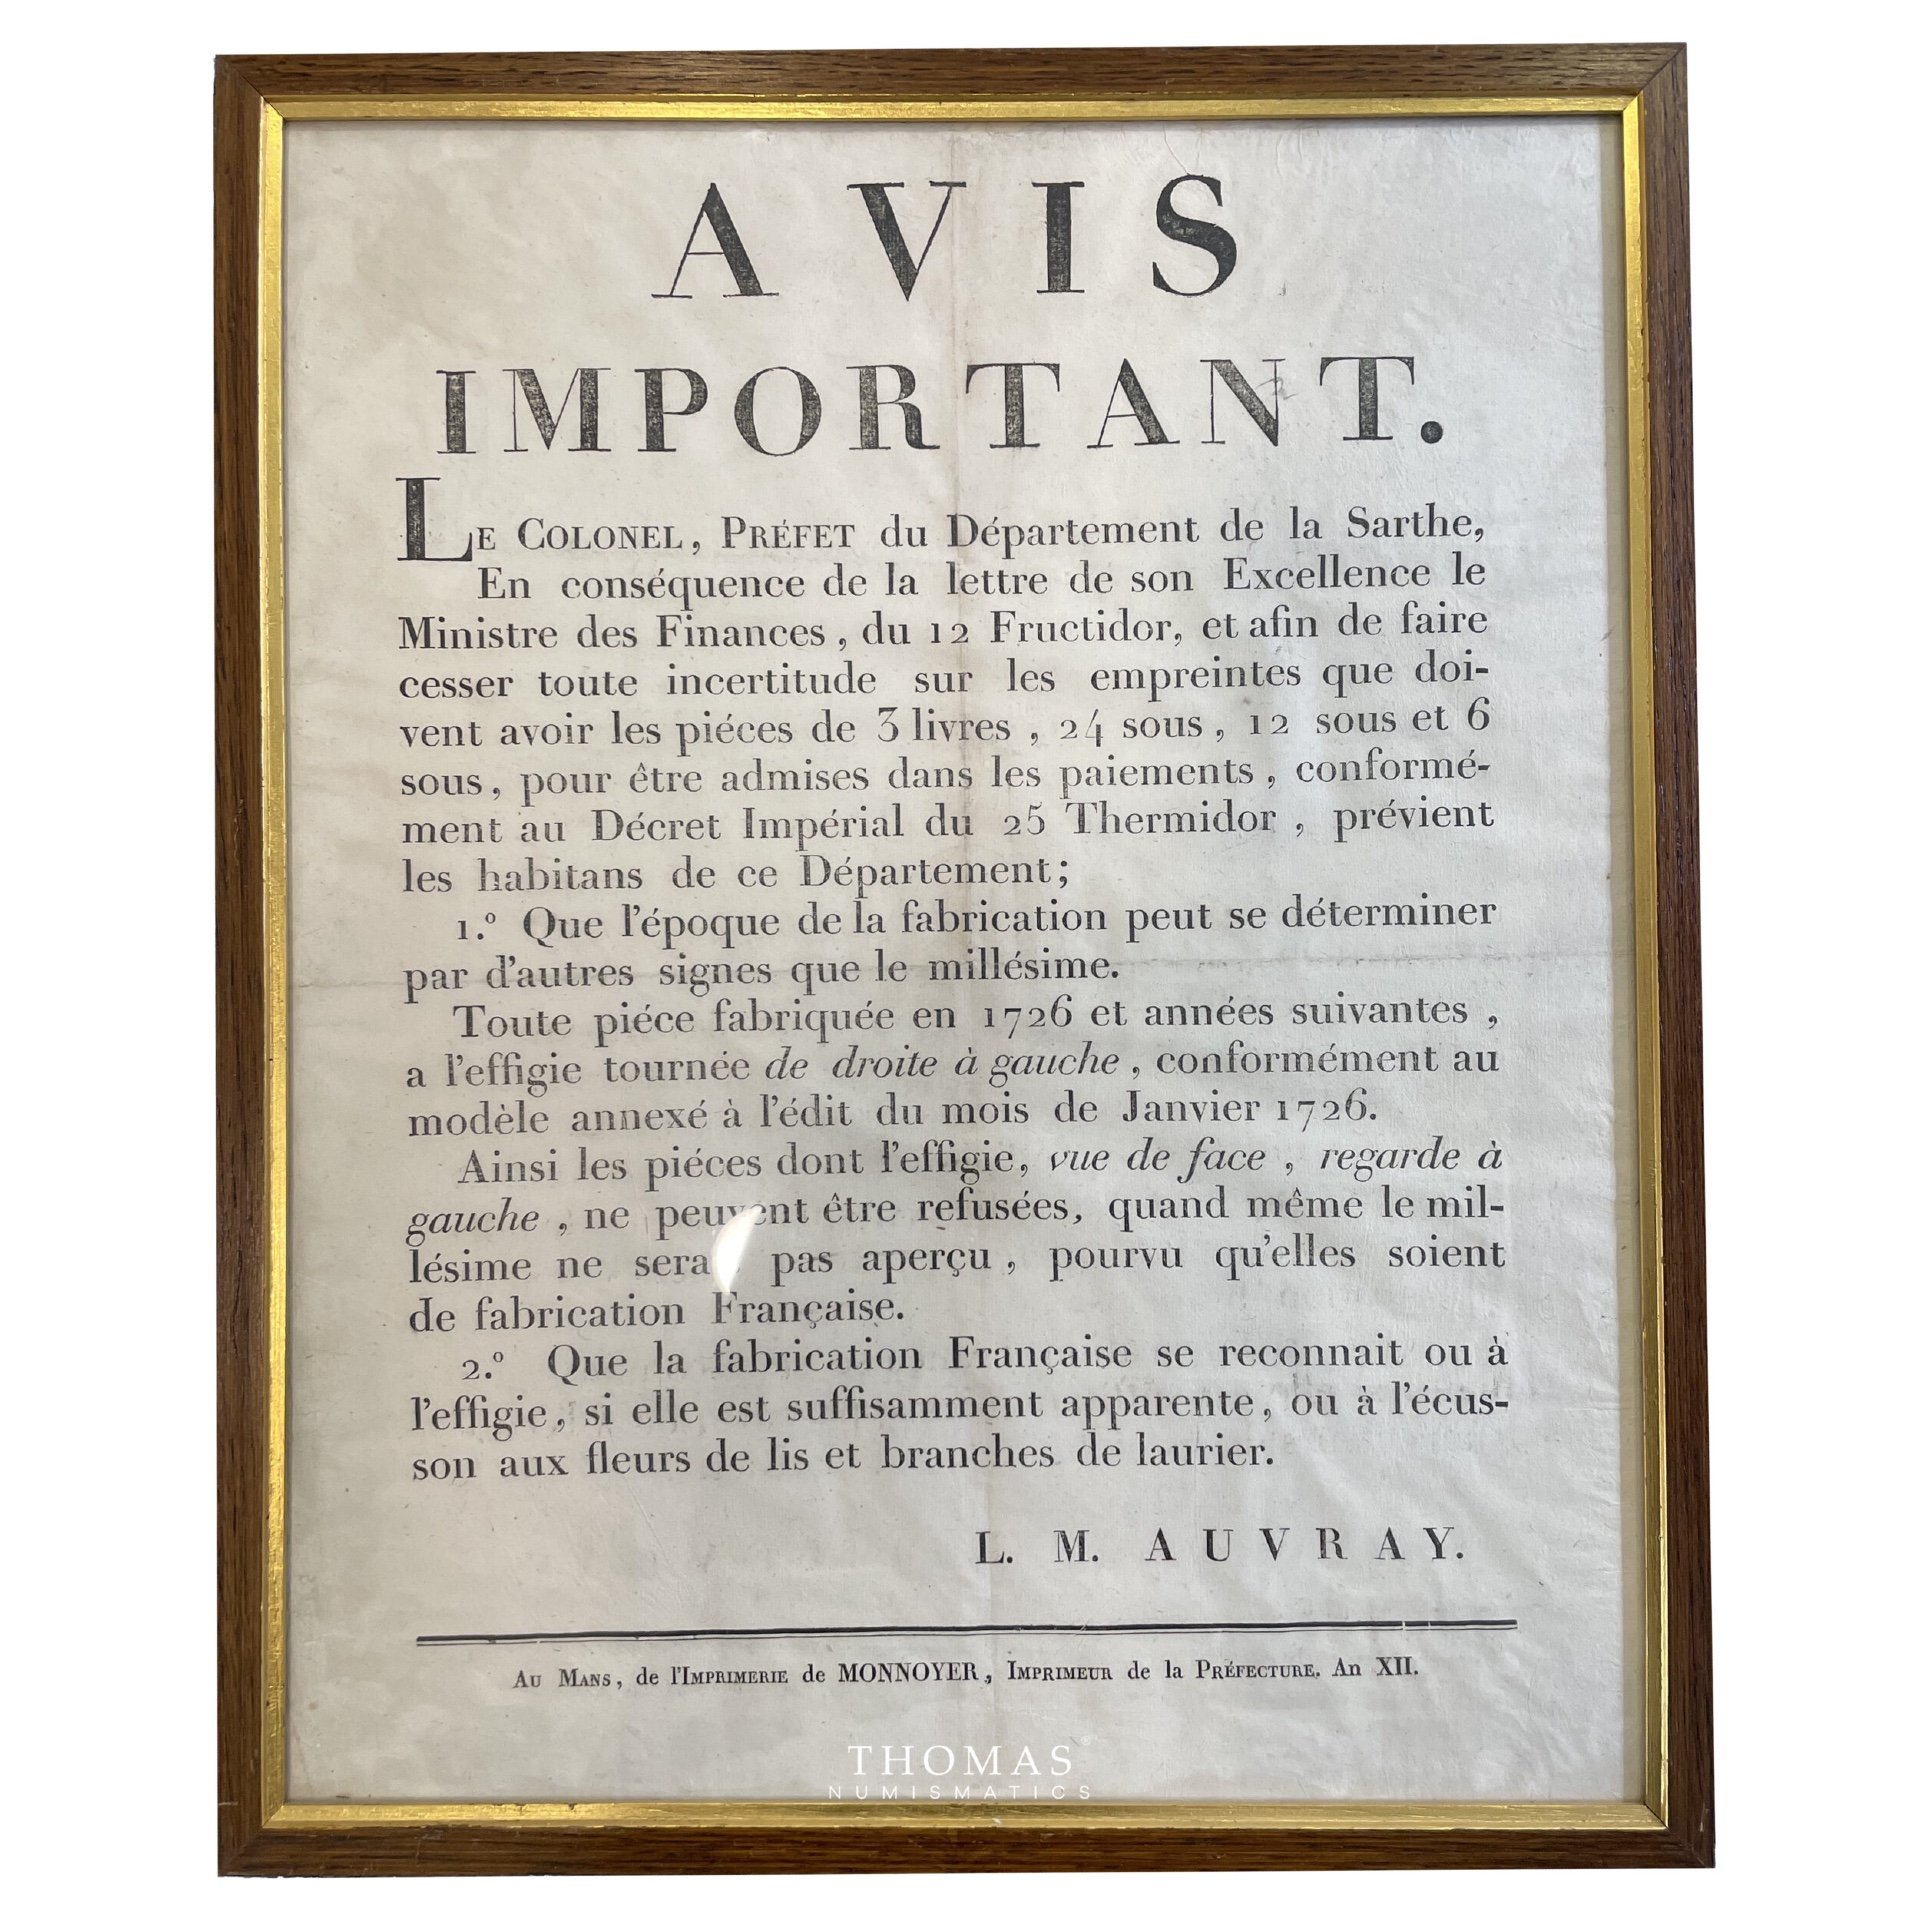 AVIS
IMPORTANT.
LE COLONEL, PRÉFET du Département de la Sarthe,
En conséquence de la lettre de son Excellence le
Ministre des Finances, du 12 Fructidor, et afin de faire
cesser toute incertitude sur les empreintes que doi-
vent avoir les piéces de 3 livres, 24 sous, 12 sous et 6
sous, pour être admises dans les paiements, conformé-
ment au Décret Impérial du 25 Thermidor, prévient
les habitans de ce Département;
1.º Que l'époque de la fabrication peut se déterminer
par d'autres signes que le millésime.
Toute piéce fabriquée en 1726 et années suivantes,
a l'effigie tournée de droite à gauche, conformément au
modèle annexé à l'édit du mois de Janvier 1726.
Ainsi les piéces dont l'effigie, vue de face, regarde à
gauche, ne peuvent être refusées, quand même le mil-
lésime ne pas aperçu, pourvu qu'elles soient
de fabrication Française.
2.º Que la fabrication Française se reconnait ou à
l'effigie, si elle est suffisamment apparente, ou à l'écus-
son aux fleurs de lis et branches de laurier.
L. M. AUVRAY.
AU MANS, de l'IMPRIMERIE de MONNOYER, IMPRIMEUR de la PRÉFECTURE. An XII.
THOMAS
NUMISMATICS